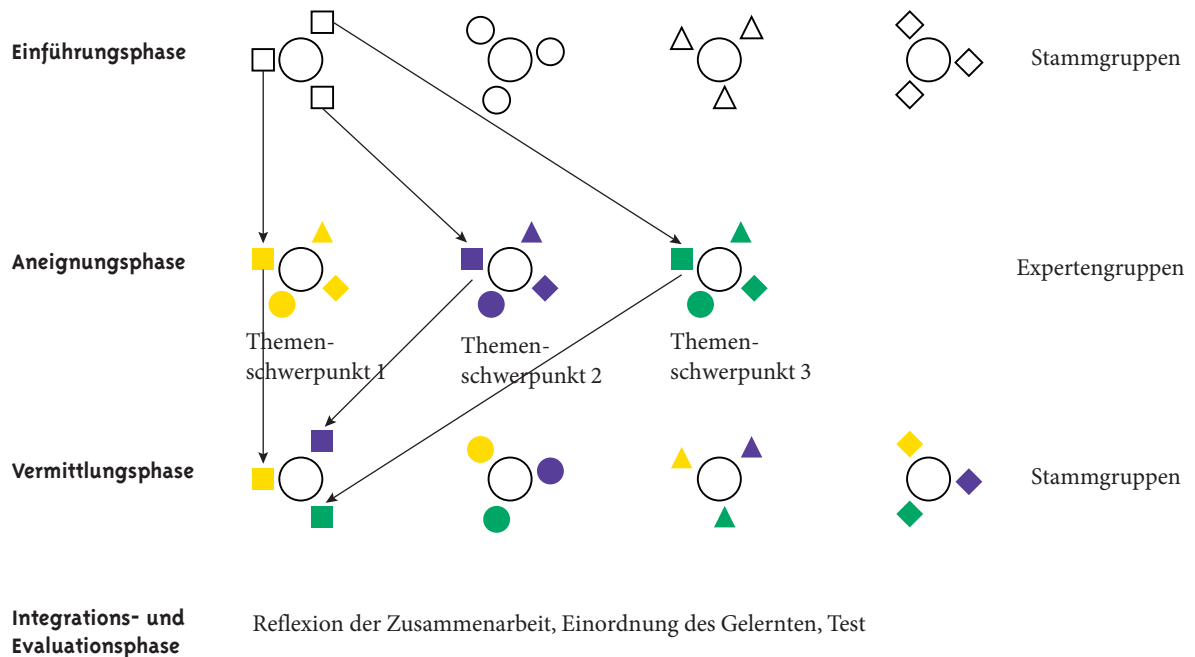 Einführungsphase
Stammgruppen
Aneignungsphase
Expertengruppen
Themen-
schwerpunkt 1
Themen-
schwerpunkt 2
Themen-
schwerpunkt 3
Vermittlungsphase
Stammgruppen
Integrations- und
Evaluationsphase
Reflexion der Zusammenarbeit, Einordnung des Gelernten, Test